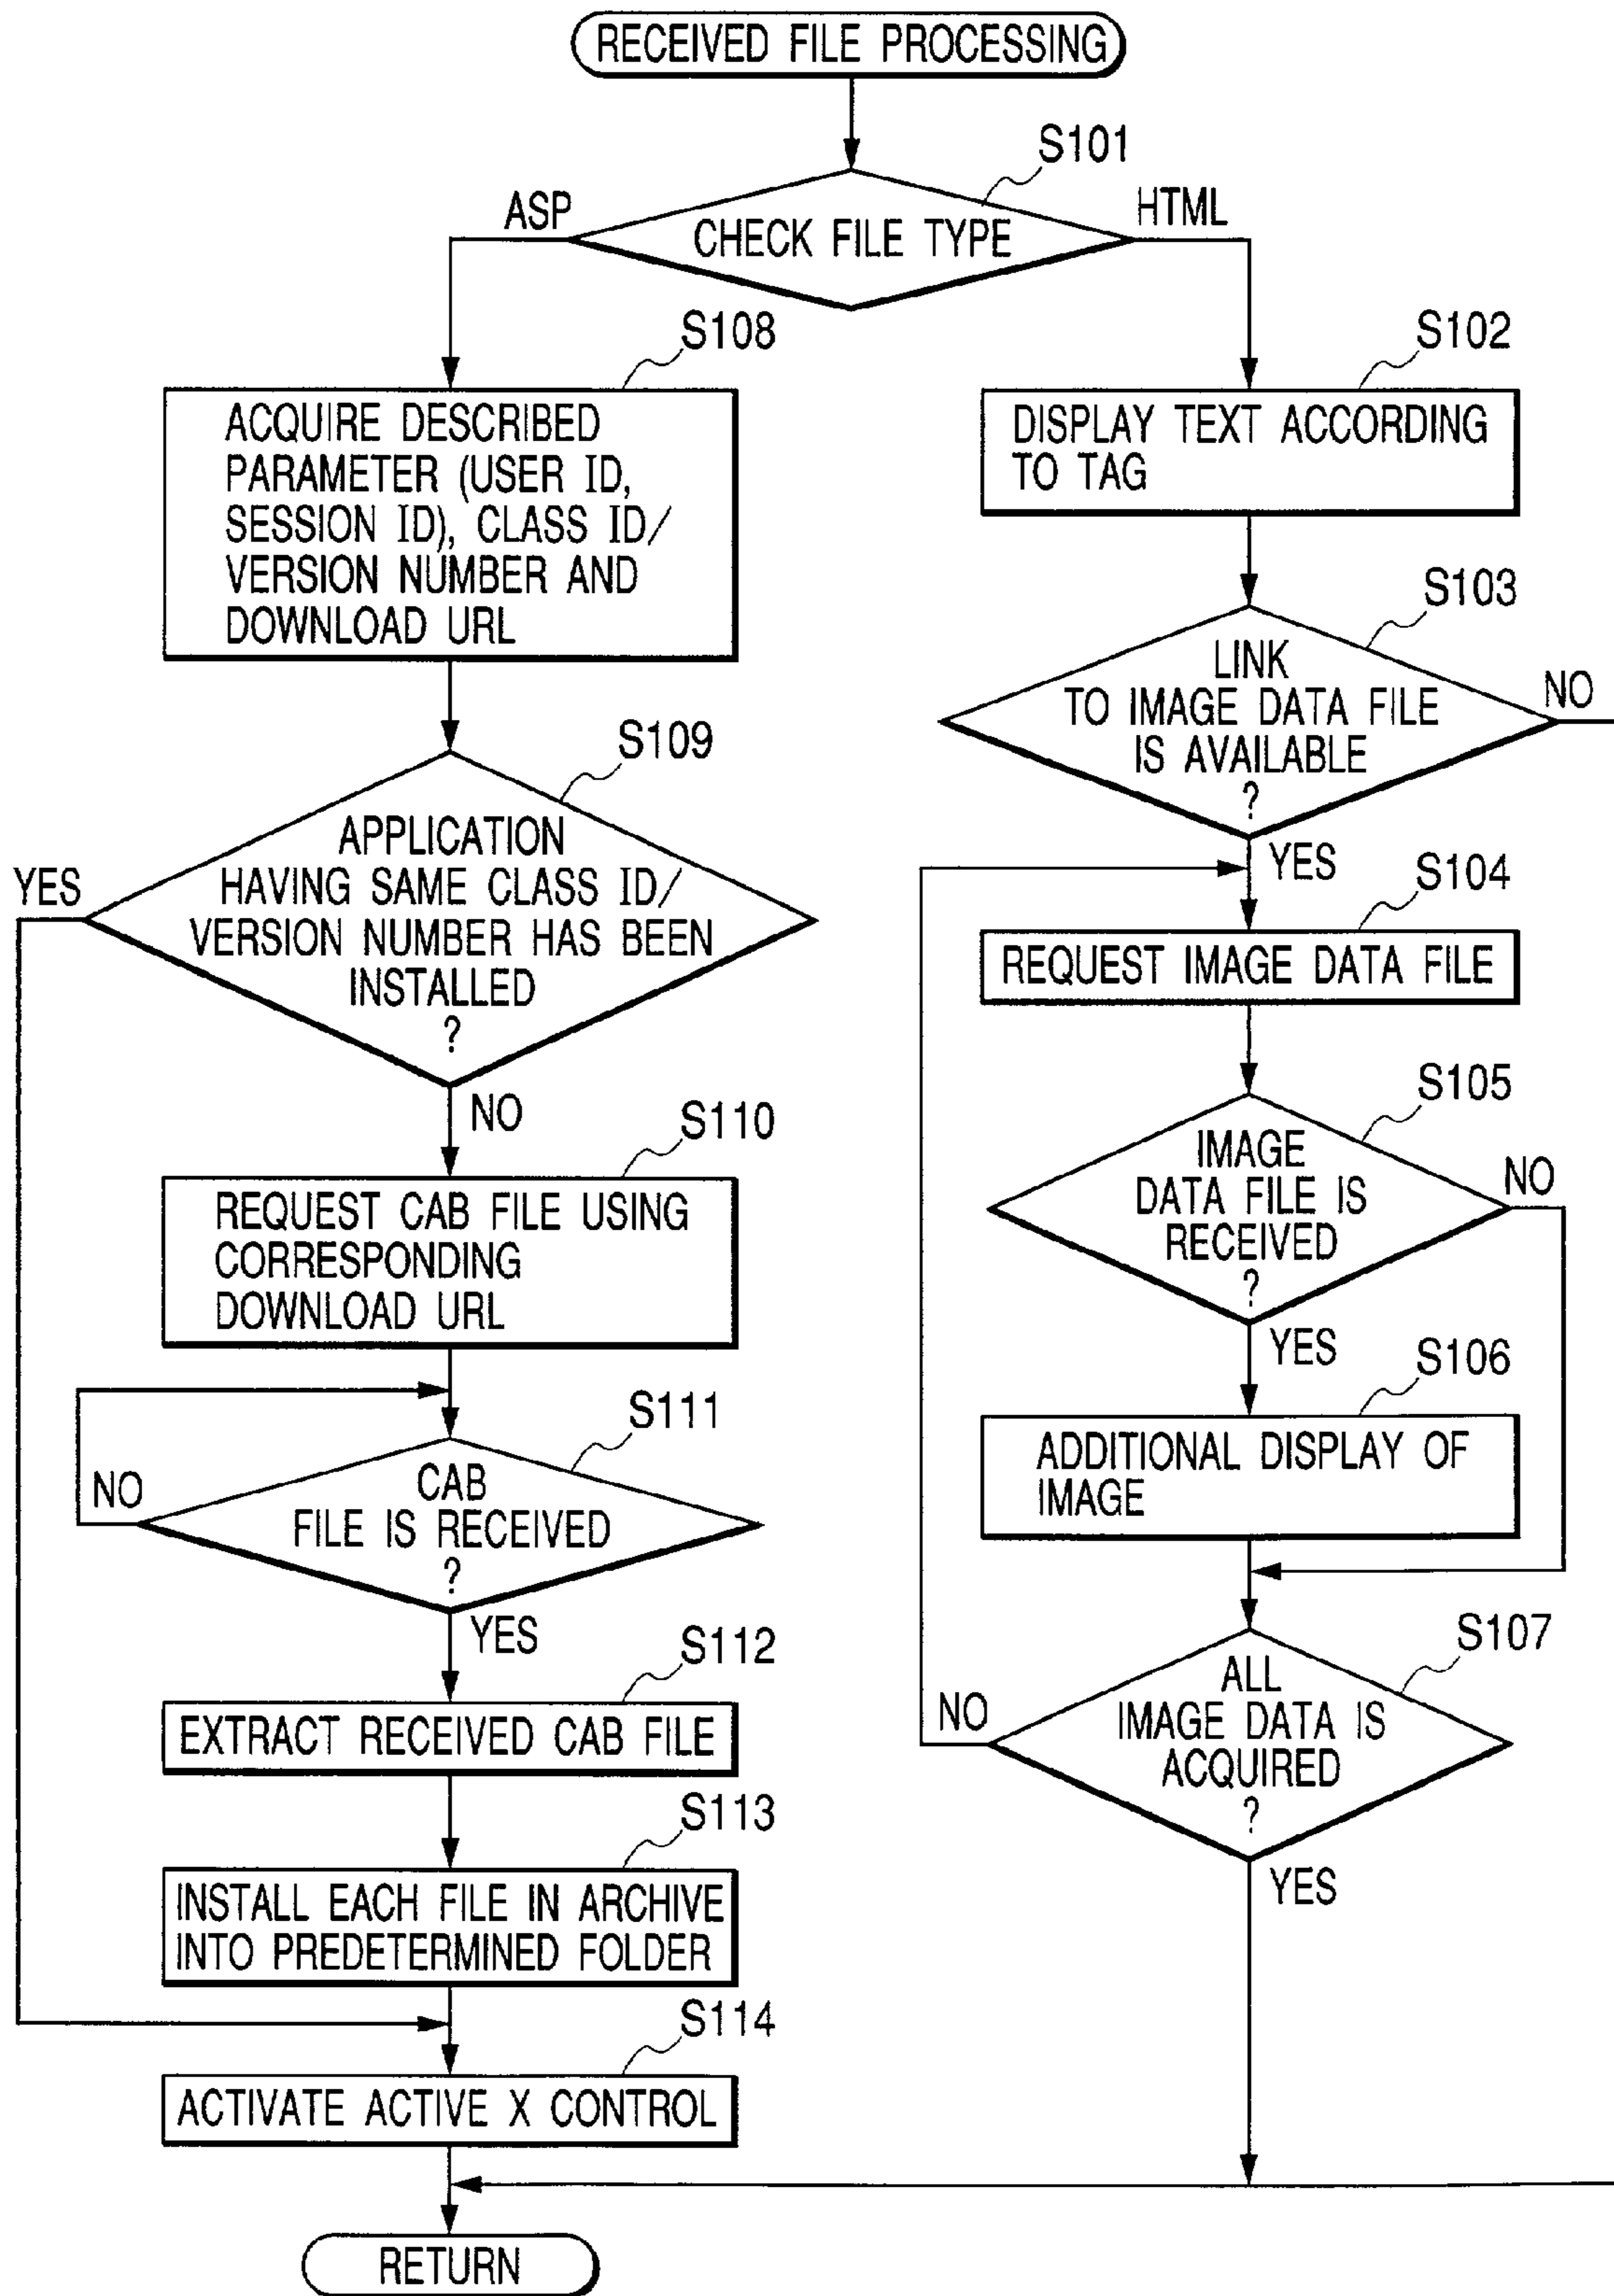 RECEIVED FILE PROCESSING
S101
ASP
HTML
CHECK FILE TYPE
S108
ACQUIRE DESCRIBED
PARAMETER (USER ID,
SESSION ID), CLASS ID/
VERSION NUMBER AND
DOWNLOAD URL
S109
APPLICATION
HAVING SAME CLASS ID/
VERSION NUMBER HAS BEEN
INSTALLED
?
YES
NO
S110
REQUEST CAB FILE USING
CORRESPONDING
DOWNLOAD URL
S111
CAB
FILE IS RECEIVED
?
NO
YES
S112
EXTRACT RECEIVED CAB FILE
S113
INSTALL EACH FILE IN ARCHIVE
INTO PREDETERMINED FOLDER
S114
ACTIVATE ACTIVE X CONTROL
S102
DISPLAY TEXT ACCORDING
TO TAG
S103
LINK
TO IMAGE DATA FILE
IS AVAILABLE
?
NO
YES
S104
REQUEST IMAGE DATA FILE
S105
IMAGE
DATA FILE IS
RECEIVED
?
NO
YES
S106
ADDITIONAL DISPLAY OF
IMAGE
S107
ALL
IMAGE DATA IS
ACQUIRED
?
NO
YES
RETURN